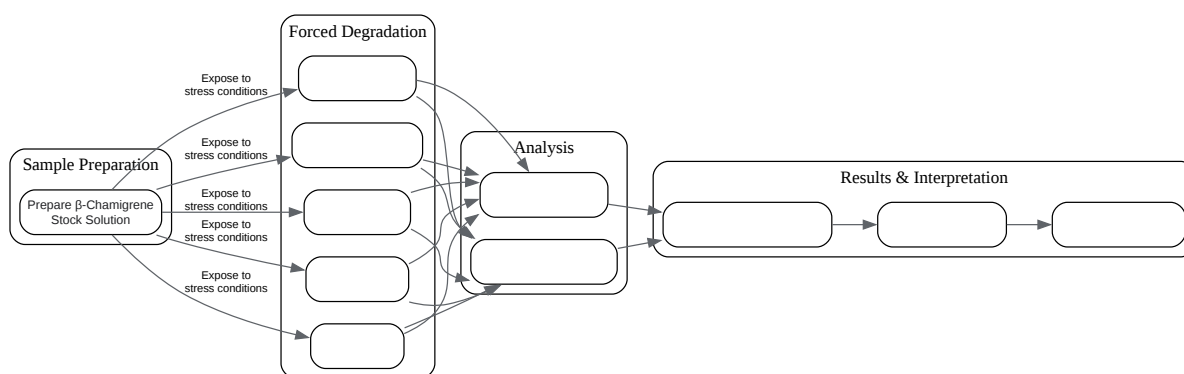 Forced Degradation
Expose to
stress conditions
Expose to
stress conditions
Sample Preparation
Analysis
Prepare β-Chamigrene
Stock Solution
Expose to
stress conditions
Expose to
stress conditions
Expose to
stress conditions
Results & Interpretation